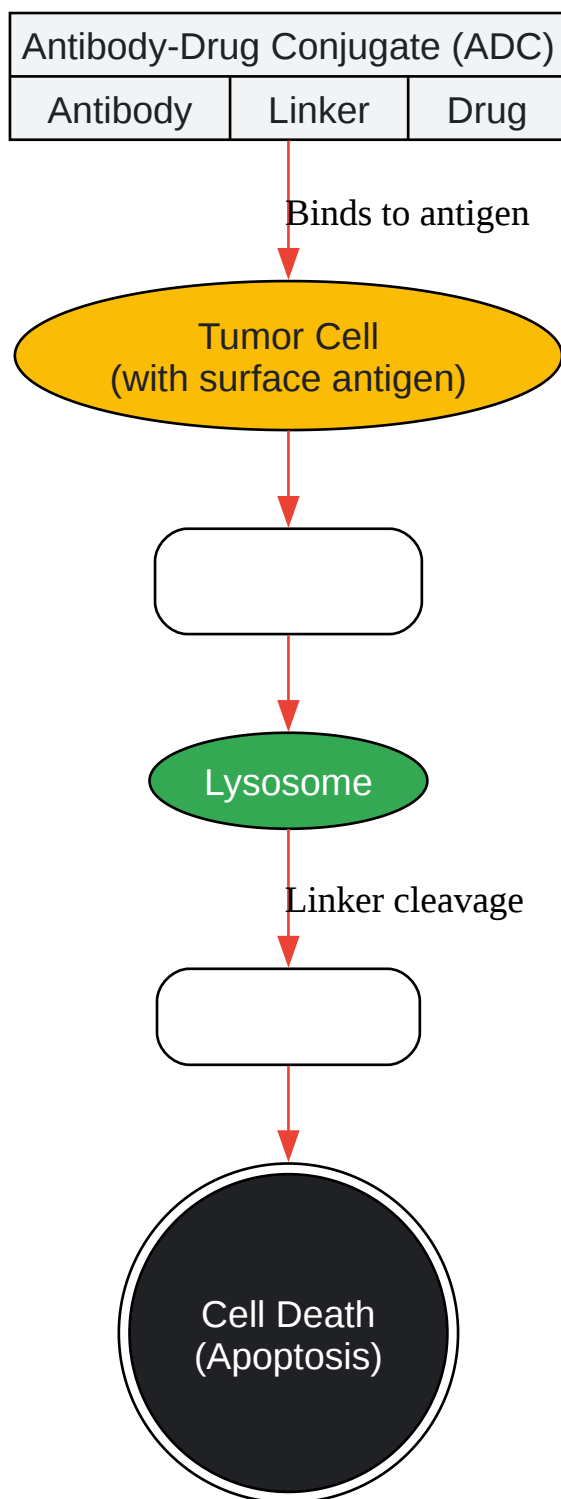 Antibody-Drug Conjugate (ADC)
Antibody Linker Drug
Binds to antigen
Tumor Cell
(with surface antigen)
Lysosome
Linker cleavage
Cell Death
(Apoptosis)